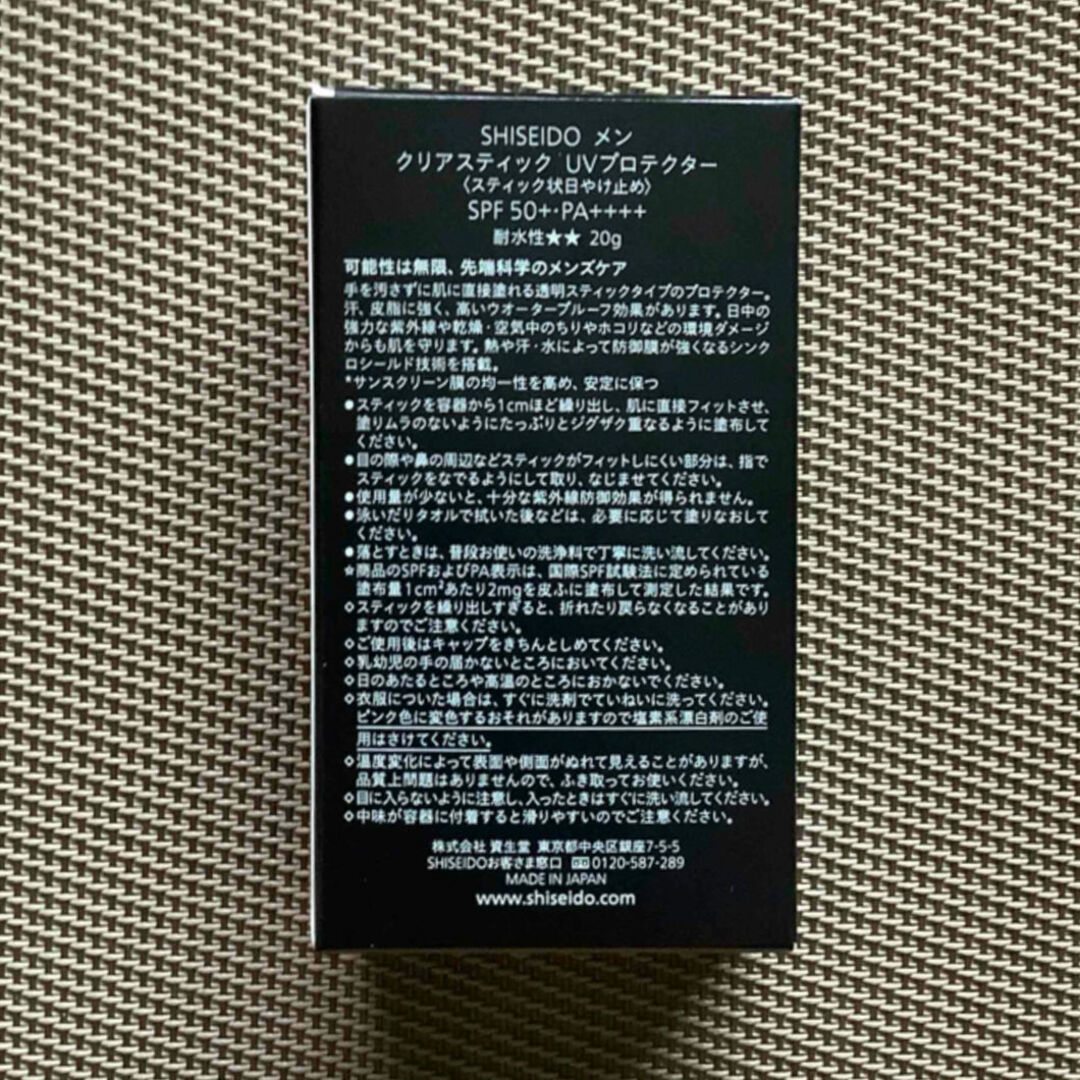 SHISEIDO メン
クリアスティック UVプロテクター
〈スティック状日やけ止め〉
SPF 50+・PA++++
耐水性★★ 20g
可能性は無限、先端科学のメンズケア
手を汚さずに肌に直接塗れる透明スティックタイプのプロテクター。
汗、皮脂に強く、高いウオータープルーフ効果があります。日中の
強力な紫外線や乾燥・空気中のちりやホコリなどの環境ダメージ
からも肌を守ります。熱や汗・水によって防御膜が強くなるシンク
ロシールド技術を搭載。
*サンスクリーン膜の均一性を高め、安定に保つ
●スティックを容器から1cmほど繰り出し、肌に直接フィットさせ、
塗りムラのないようにたっぷりとジグザク重なるように塗布して
ください。
●目の際や鼻の周辺などスティックがフィットしにくい部分は、指で
スティックをなでるようにして取り、なじませてください。
●使用量が少ないと、十分な紫外線防御効果が得られません。
●泳いだりタオルで拭いた後などは、必要に応じて塗りなおして
ください。
●落とすときは、普段お使いの洗浄料で丁寧に洗い流してください。
★商品のSPFおよびPA表示は、国際SPF試験法に定められている
塗布量1cm²あたり2mgを皮ふに塗布して測定した結果です。
◇スティックを繰り出しすぎると、折れたり戻らなくなることがあり
ますのでご注意ください。
◇ご使用後はキャップをきちんとしめてください。
◇乳幼児の手の届かないところにおいてください。
◇日のあたるところや高温のところにおかないでください。
◇衣服についた場合は、すぐに洗剤でていねいに洗ってください。
ピンク色に変色するおそれがありますので塩素系漂白剤のご使
用はさけてください。
◇温度変化によって表面や側面がぬれて見えることがありますが、
品質上問題はありませんので、ふき取ってお使いください。
◇目に入らないように注意し、入ったときはすぐに洗い流してください。
◇中味が容器に付着すると滑りやすいのでご注意ください。
株式会社 資生堂 東京都中央区銀座7-5-5
SHISEIDOお客さま窓口 0120-587-289
MADE IN JAPAN
www.shiseido.com